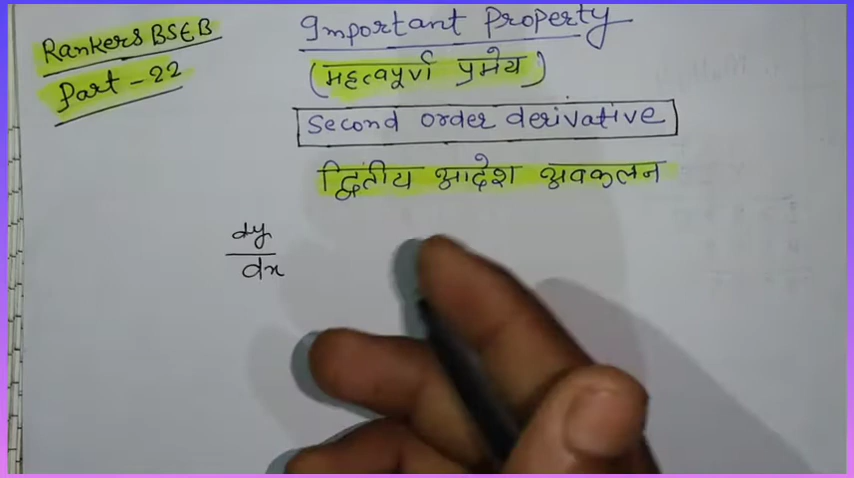 Rankers BSEB
Part - 22
Important Property
(महत्वपूर्ण प्रमेय)
Second order derivative
द्वितीय आदेश अवकलन
dy
dx